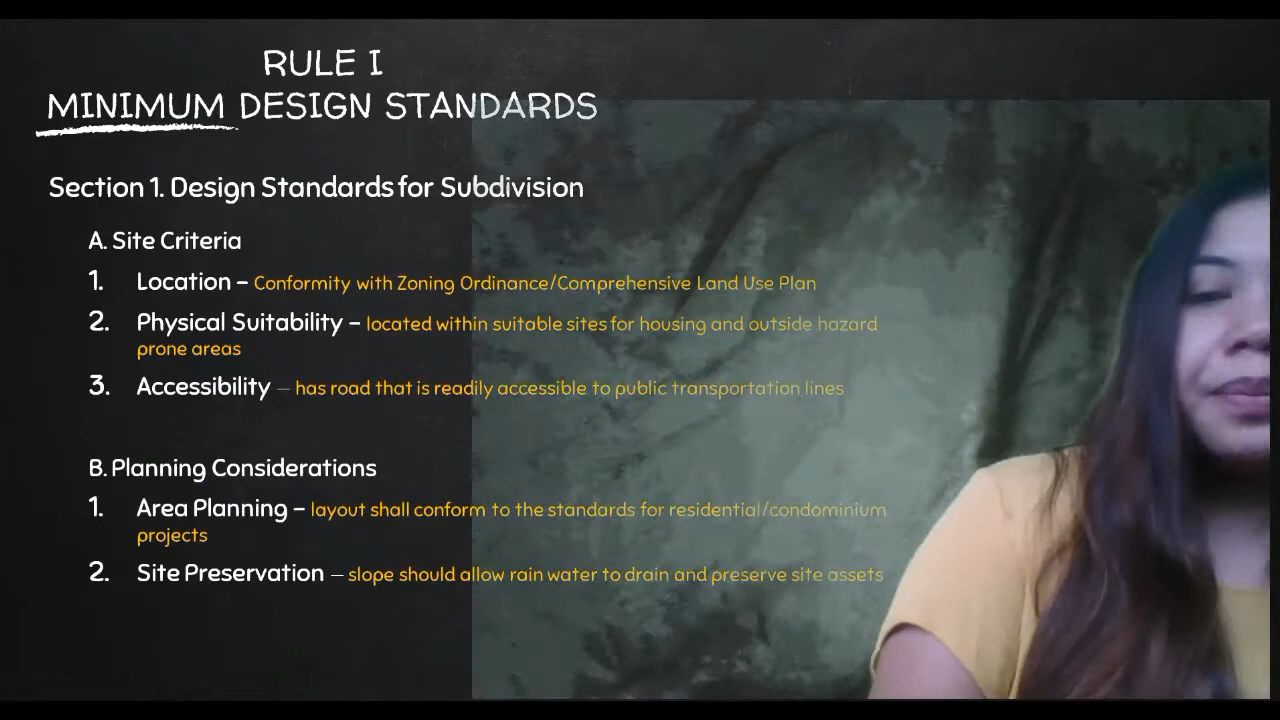 RULE I
MINIMUM DESIGN STANDARDS
Section 1. Design Standards for Subdivision
A. Site Criteria
1. Location – Conformity with Zoning Ordinance/Comprehensive Land Use Plan
2. Physical Suitability – located within suitable sites for housing and outside hazard
prone areas
3. Accessibility – has road that is readily accessible to public transportation lines
B. Planning Considerations
1. Area Planning – layout shall conform to the standards for residential/condominium
projects
2. Site Preservation – slope should allow rain water to drain and preserve site assets